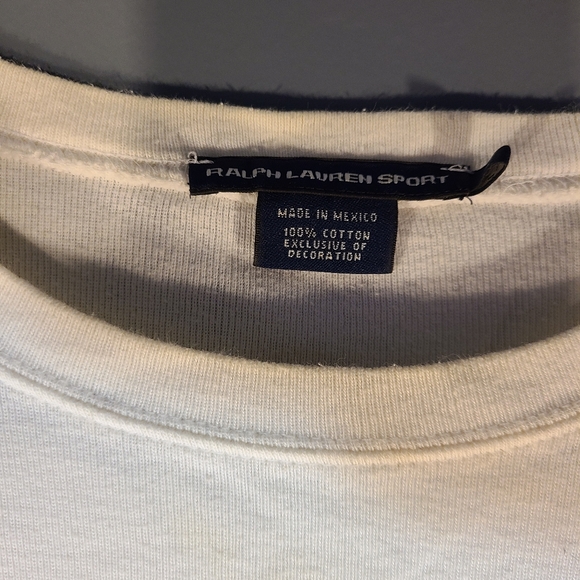 RALPH LAUREN SPORT
MADE IN MEXICO
100% COTTON
EXCLUSIVE OF
DECORATION